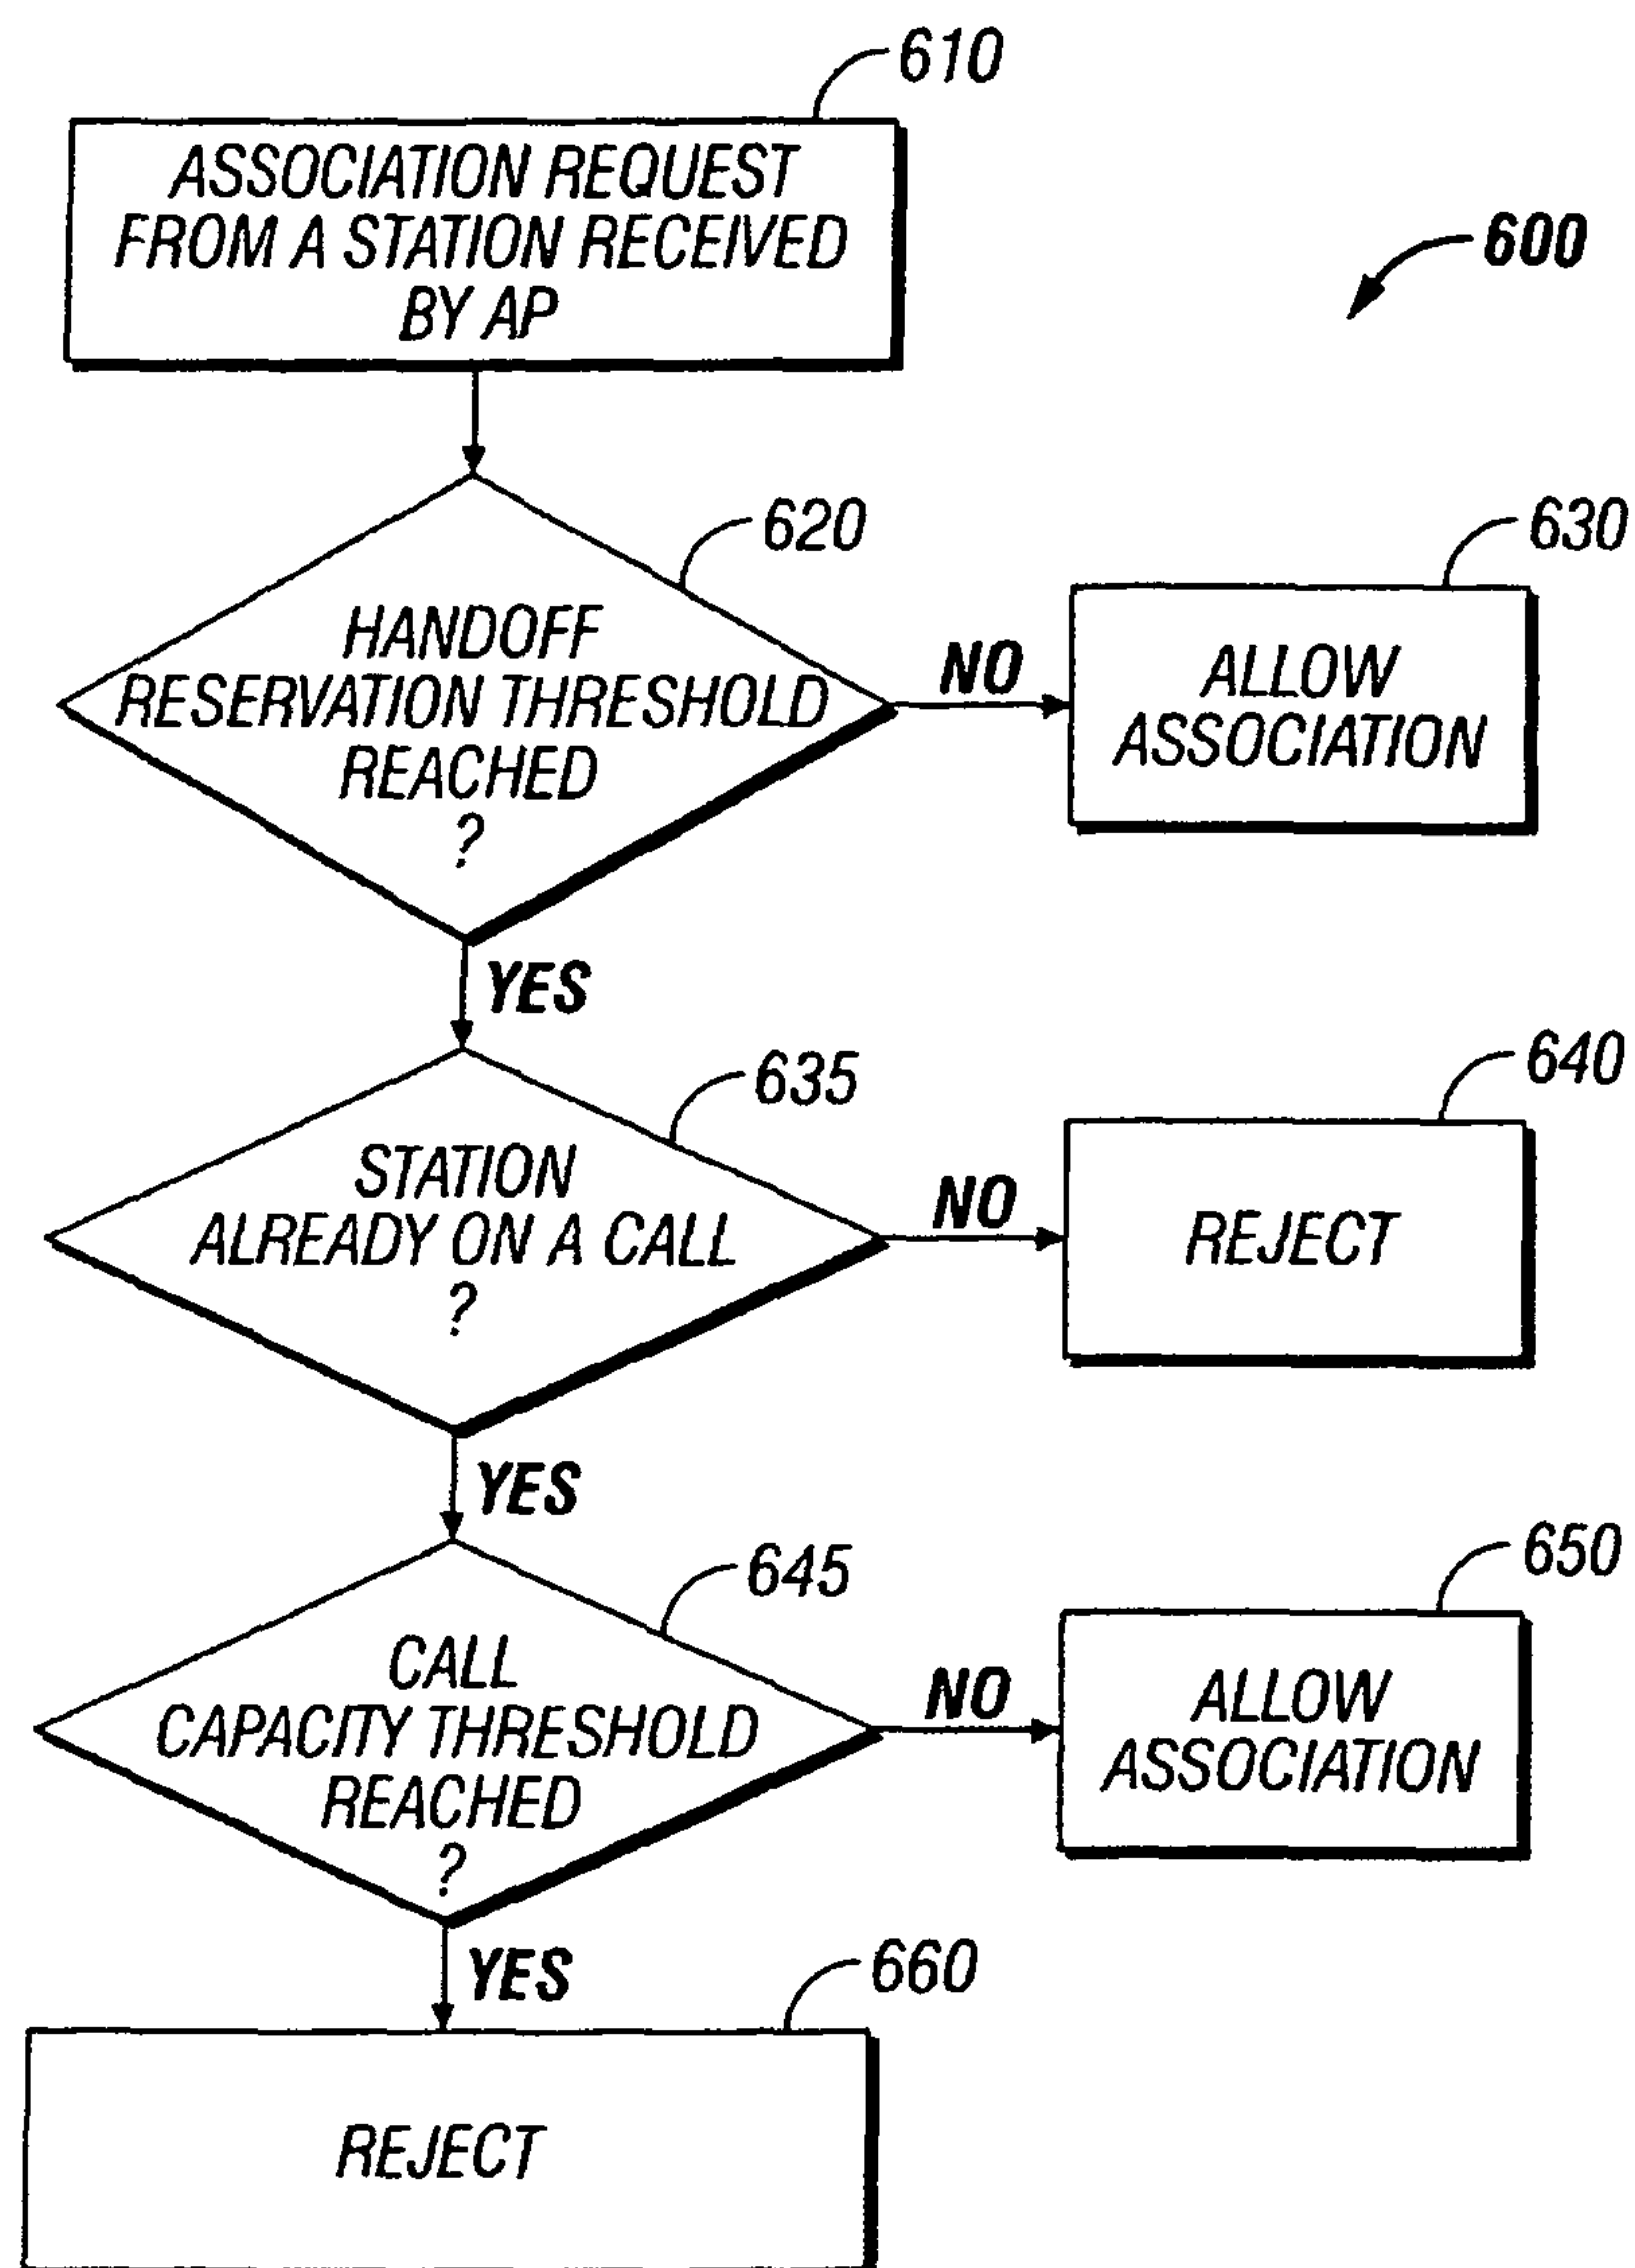 610
ASSOCIATION REQUEST
FROM A STATION RECEIVED
BY AP
600
620
HANDOFF
RESERVATION THRESHOLD
REACHED
?
NO
630
ALLOW
ASSOCIATION
YES
635
STATION
ALREADY ON A CALL
?
NO
640
REJECT
YES
645
CALL
CAPACITY THRESHOLD
REACHED
?
NO
650
ALLOW
ASSOCIATION
YES
660
REJECT